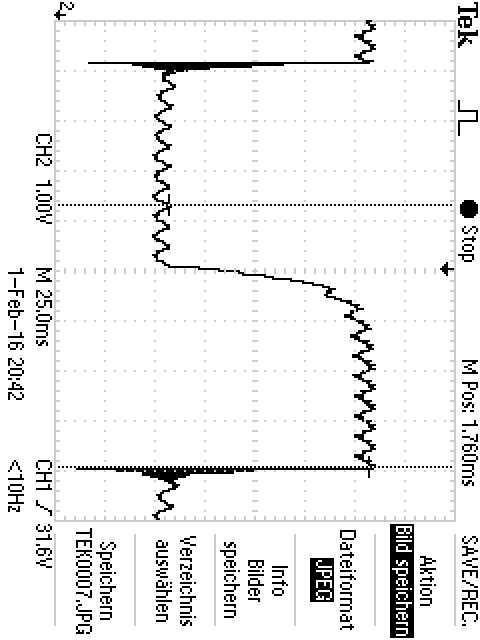 Tek
Stop
M Pos: 1.760ms
SAVE/REC.
Aktion
Bild speichern
Dateiformat
JPEG
Info
Bilder
speichern
Verzeichnis
auswählen
Speichern
TEK0007.JPG
2
CH2 1.00V
M 25.0ms
CH1 / 31.6V
1-Feb-16 20:42
<10Hz